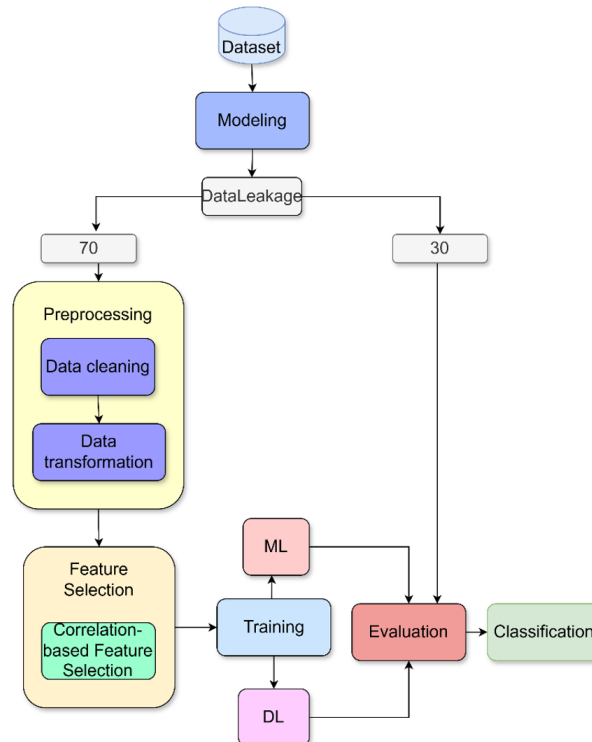 Dataset
Modeling
DataLeakage
70
30
Preprocessing
Data cleaning
Data
transformation
Feature
Selection
Correlation-
based Feature
Selection
ML
Training
DL
Evaluation
Classification